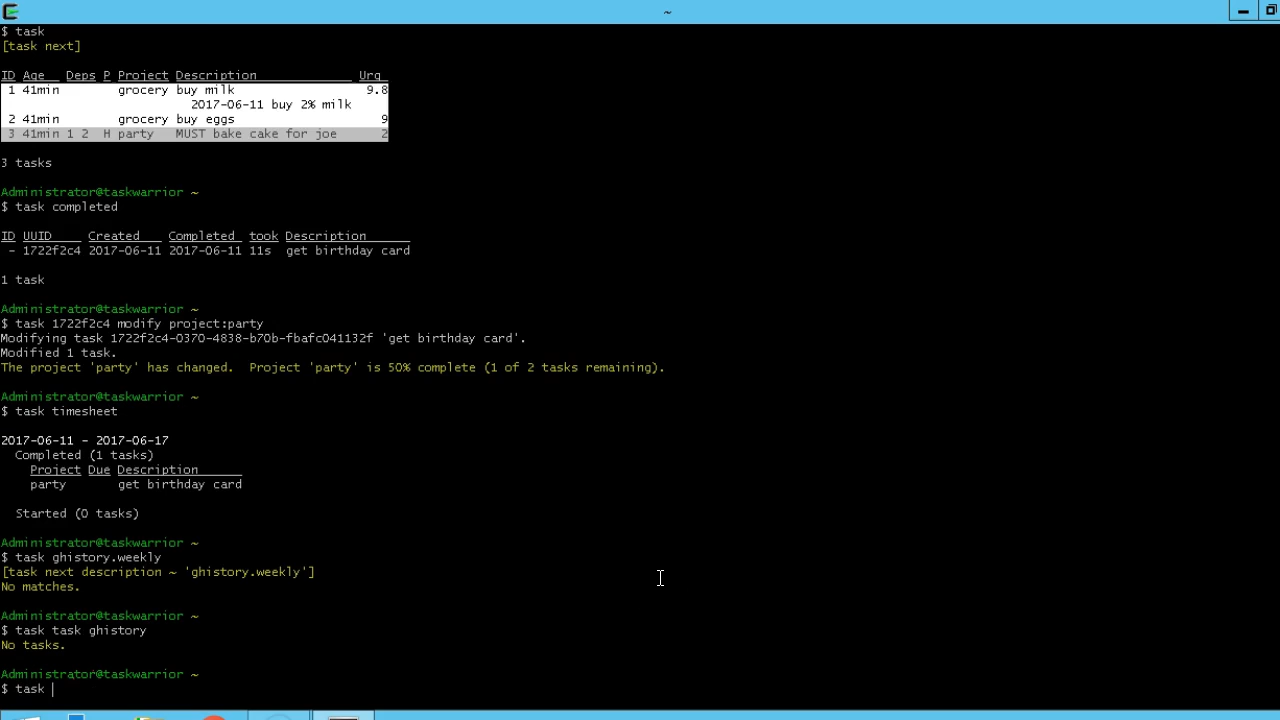 ~
$ task
[task next]
ID Age Deps P Project Description Urg
1 41min grocery buy milk 9.8
2017-06-11 buy 2% milk
2 41min grocery buy eggs 9
3 41min 1 2 H party MUST bake cake for joe 2
3 tasks
Administrator@taskwarrior ~
$ task completed
ID UUID Created Completed took Description
- 1722f2c4 2017-06-11 2017-06-11 11s get birthday card
1 task
Administrator@taskwarrior ~
$ task 1722f2c4 modify project:party
Modifying task 1722f2c4-0370-4838-b70b-fbafc041132f 'get birthday card'.
Modified 1 task.
The project 'party' has changed. Project 'party' is 50% complete (1 of 2 tasks remaining).
Administrator@taskwarrior ~
$ task timesheet
2017-06-11 - 2017-06-17
Completed (1 tasks)
Project Due Description
party get birthday card
Started (0 tasks)
Administrator@taskwarrior ~
$ task ghistory.weekly
[task next description ~ 'ghistory.weekly']
No matches.
Administrator@taskwarrior ~
$ task task ghistory
No tasks.
Administrator@taskwarrior ~
$ task